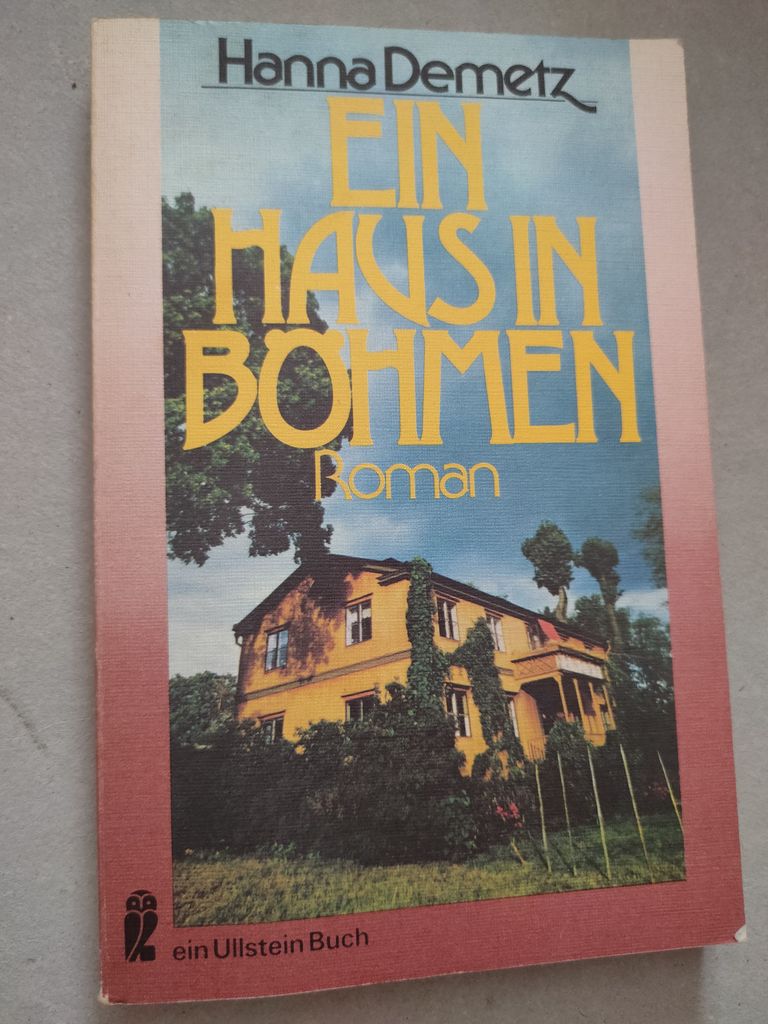 Hanna Demetz
EIN
HAUS IN
BÖHMEN
Roman
ein Ullstein Buch